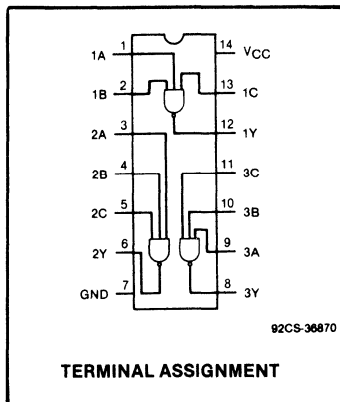 1A 1 14 VCC
1B 2 13 1C
2A 3 12 1Y
2B 4 11 3C
2C 5 10 3B
2Y 6 9 3A
GND 7 8 3Y
92CS-36870
TERMINAL ASSIGNMENT